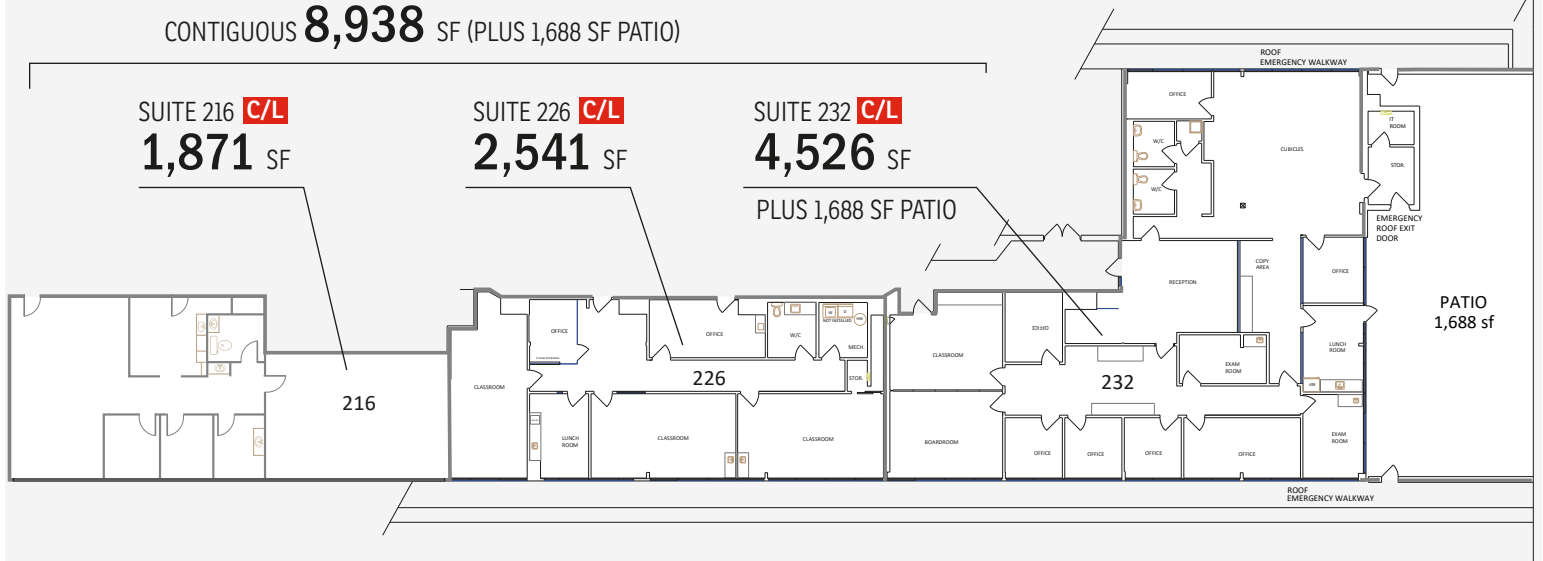 CONTIGUOUS 8,938 SF (PLUS 1,688 SF PATIO)
SUITE 216 C/L
1,871 SF
SUITE 226 C/L
2,541 SF
SUITE 232 C/L
4,526 SF
PLUS 1,688 SF PATIO
ROOF
EMERGENCY WALKWAY
OFFICE
IT
ROOM
W/C
CUBICLES
STOR.
W/C
EMERGENCY
ROOF EXIT
DOOR
COPY
AREA
OFFICE
RECEPTION
PATIO
1,688 sf
216
CLASSROOM
OFFICE
OFFICE
W/C
W D
NOT INSTALLED
HW
MECH.
STOR.
226
LUNCH
ROOM
CLASSROOM
CLASSROOM
CLASSROOM
OFFICE
232
EXAM
ROOM
LUNCH
ROOM
BOARDROOM
OFFICE
OFFICE
OFFICE
OFFICE
EXAM
ROOM
ROOF
EMERGENCY WALKWAY